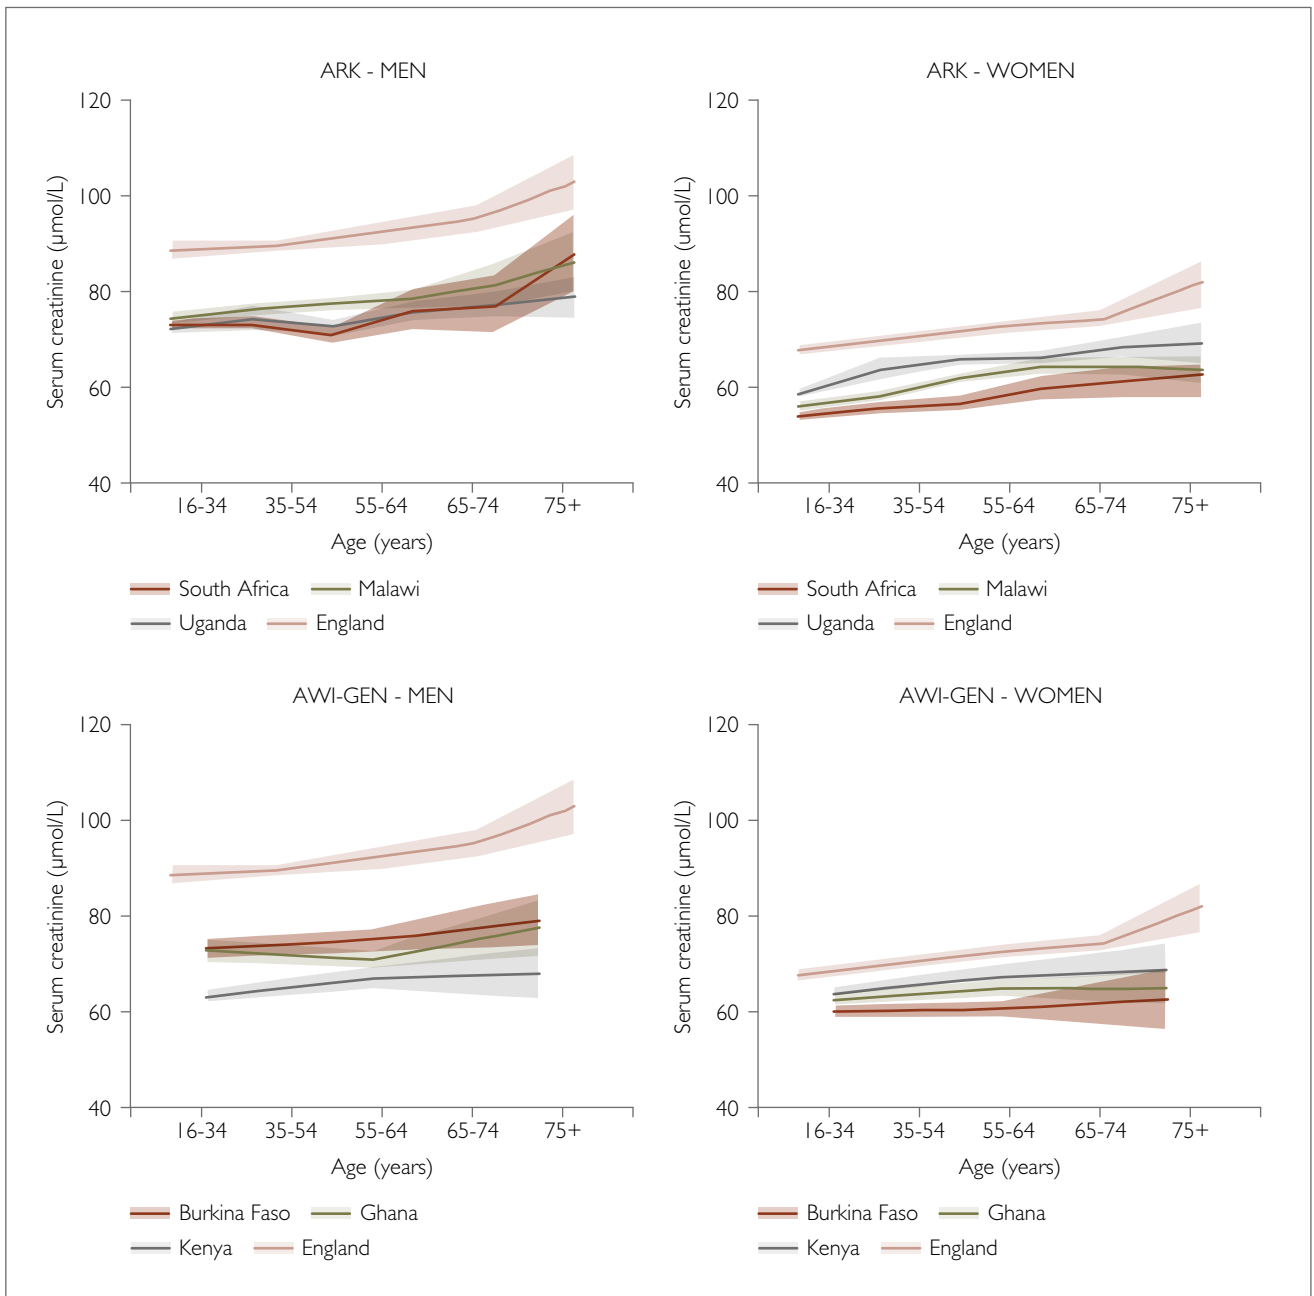 ARK - MEN
120
100
80
60
40
Serum creatinine (µmol/L)
16-34 35-54 55-64 65-74 75+
Age (years)
South Africa Malawi
Uganda England
ARK - WOMEN
120
100
80
60
40
Serum creatinine (umol/L)
16-34 35-54 55-64 65-74 75+
Age (years)
South Africa Malawi
Uganda England
AWI-GEN - MEN
120
100
80
60
40
Serum creatinine (µmol/L)
16-34 35-54 55-64 65-74 75+
Age (years)
Burkina Faso Ghana
Kenya England
AWI-GEN - WOMEN
120
100
80
60
40
Serum creatinine (µmol/L)
16-34 35-54 55-64 65-74 75+
Age (years)
Burkina Faso Ghana
Kenya England